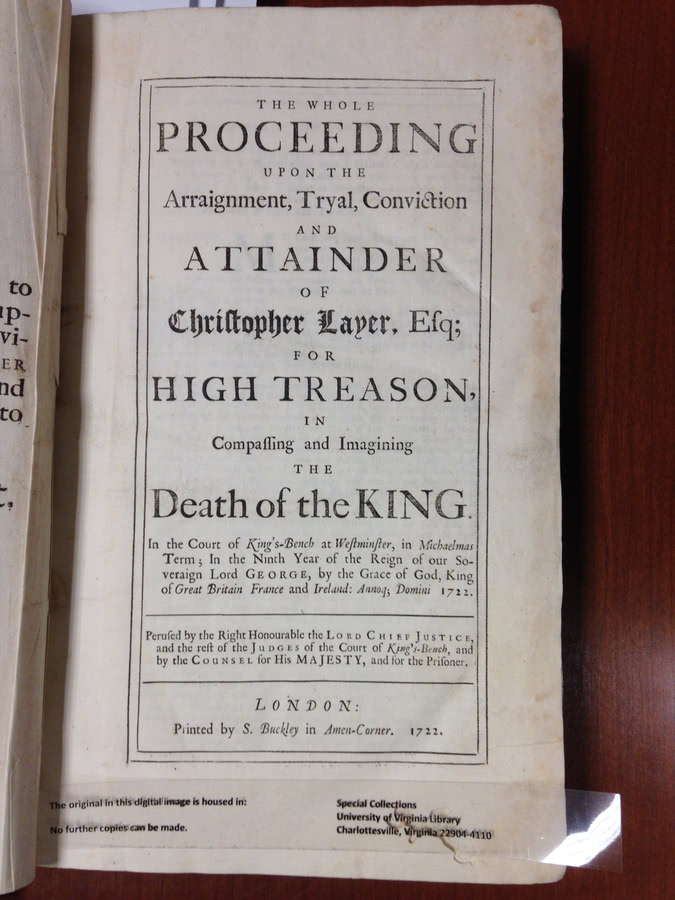 THE WHOLE
PROCEEDING
UPON THE
Arraignment, Tryal, Conviction
AND
ATTAINDER
OF
Chriſtopher Layer, Eſq;
FOR
HIGH TREASON,
IN
Compaſſing and Imagining
THE
Death of the KING.
In the Court of King's-Bench at Weſtminſter, in Michaelmas
Term; In the Ninth Year of the Reign of our So-
veraign Lord GEORGE, by the Grace of God, King
of Great Britain France and Ireland: Annoq; Domini 1722.
Peruſed by the Right Honourable the LORD CHIEF JUSTICE,
and the reſt of the JUDGES of the Court of King's-Bench, and
by the COUNSEL for His MAJESTY, and for the Priſoner.
LONDON:
Printed by S. Buckley in Amen-Corner. 1722.
to
up-
vi-
ER
nd
to
The original in this digital image is housed in:
No further copies can be made.
Special Collections
University of Virginia Library
Charlottesville, Virginia 22904-4110